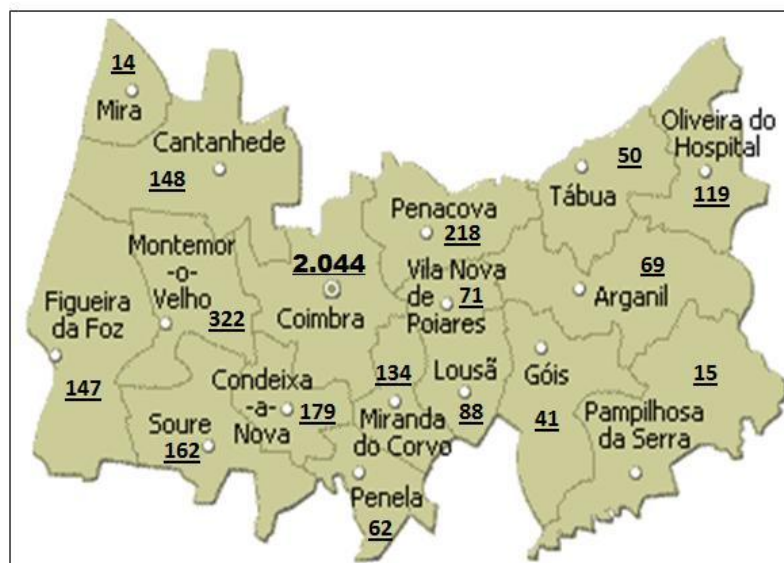 14
Mira
Cantanhede
148
Oliveira do
Hospital
119
50
Tábua
Penacova
218
Montemor
-o-
Velho
322
2.044
Coimbra
Vila Nova
de 71
Poiares
69
Arganil
Figueira
da Foz
147
Condeixa
-a-
Nova
179
Soure
162
134
Miranda
do Corvo
Lousã
88
Góis
41
15
Pampilhosa
da Serra
Penela
62